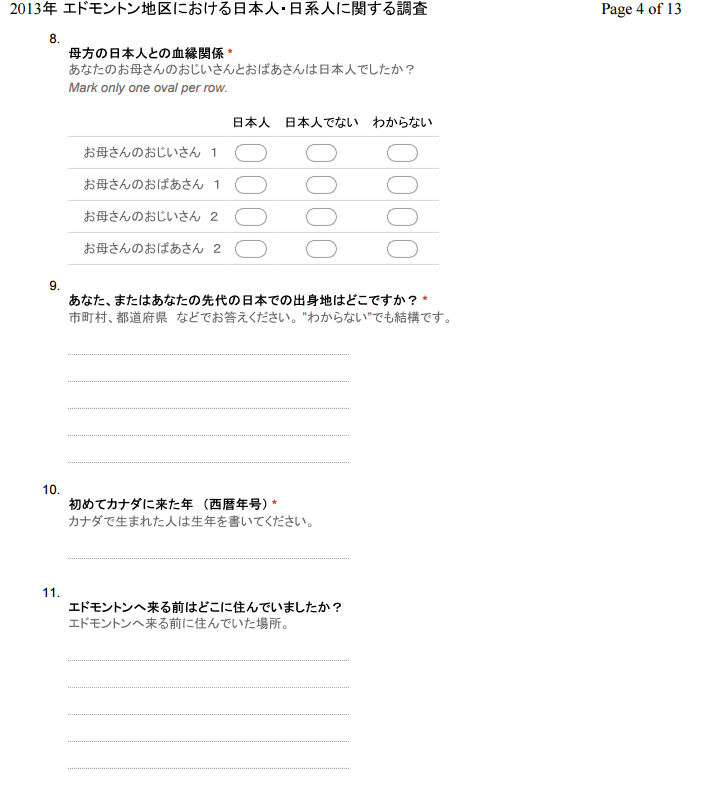 2013年 エドモントン地区における日本人・日系人に関する調査 Page 4 of 13
8.
母方の日本人との血縁関係 *
あなたのお母さんのおじいさんとおばあさんは日本人でしたか？
Mark only one oval per row.
日本人 日本人でない わからない
お母さんのおじいさん　1
お母さんのおばあさん　1
お母さんのおじいさん　2
お母さんのおばあさん　2
9.
あなた、またはあなたの先代の日本での出身地はどこですか？ *
市町村、都道府県　などでお答えください。"わからない"でも結構です。
10.
初めてカナダに来た年　（西暦年号） *
カナダで生まれた人は生年を書いてください。
11.
エドモントンへ来る前はどこに住んでいましたか？
エドモントンへ来る前に住んでいた場所。